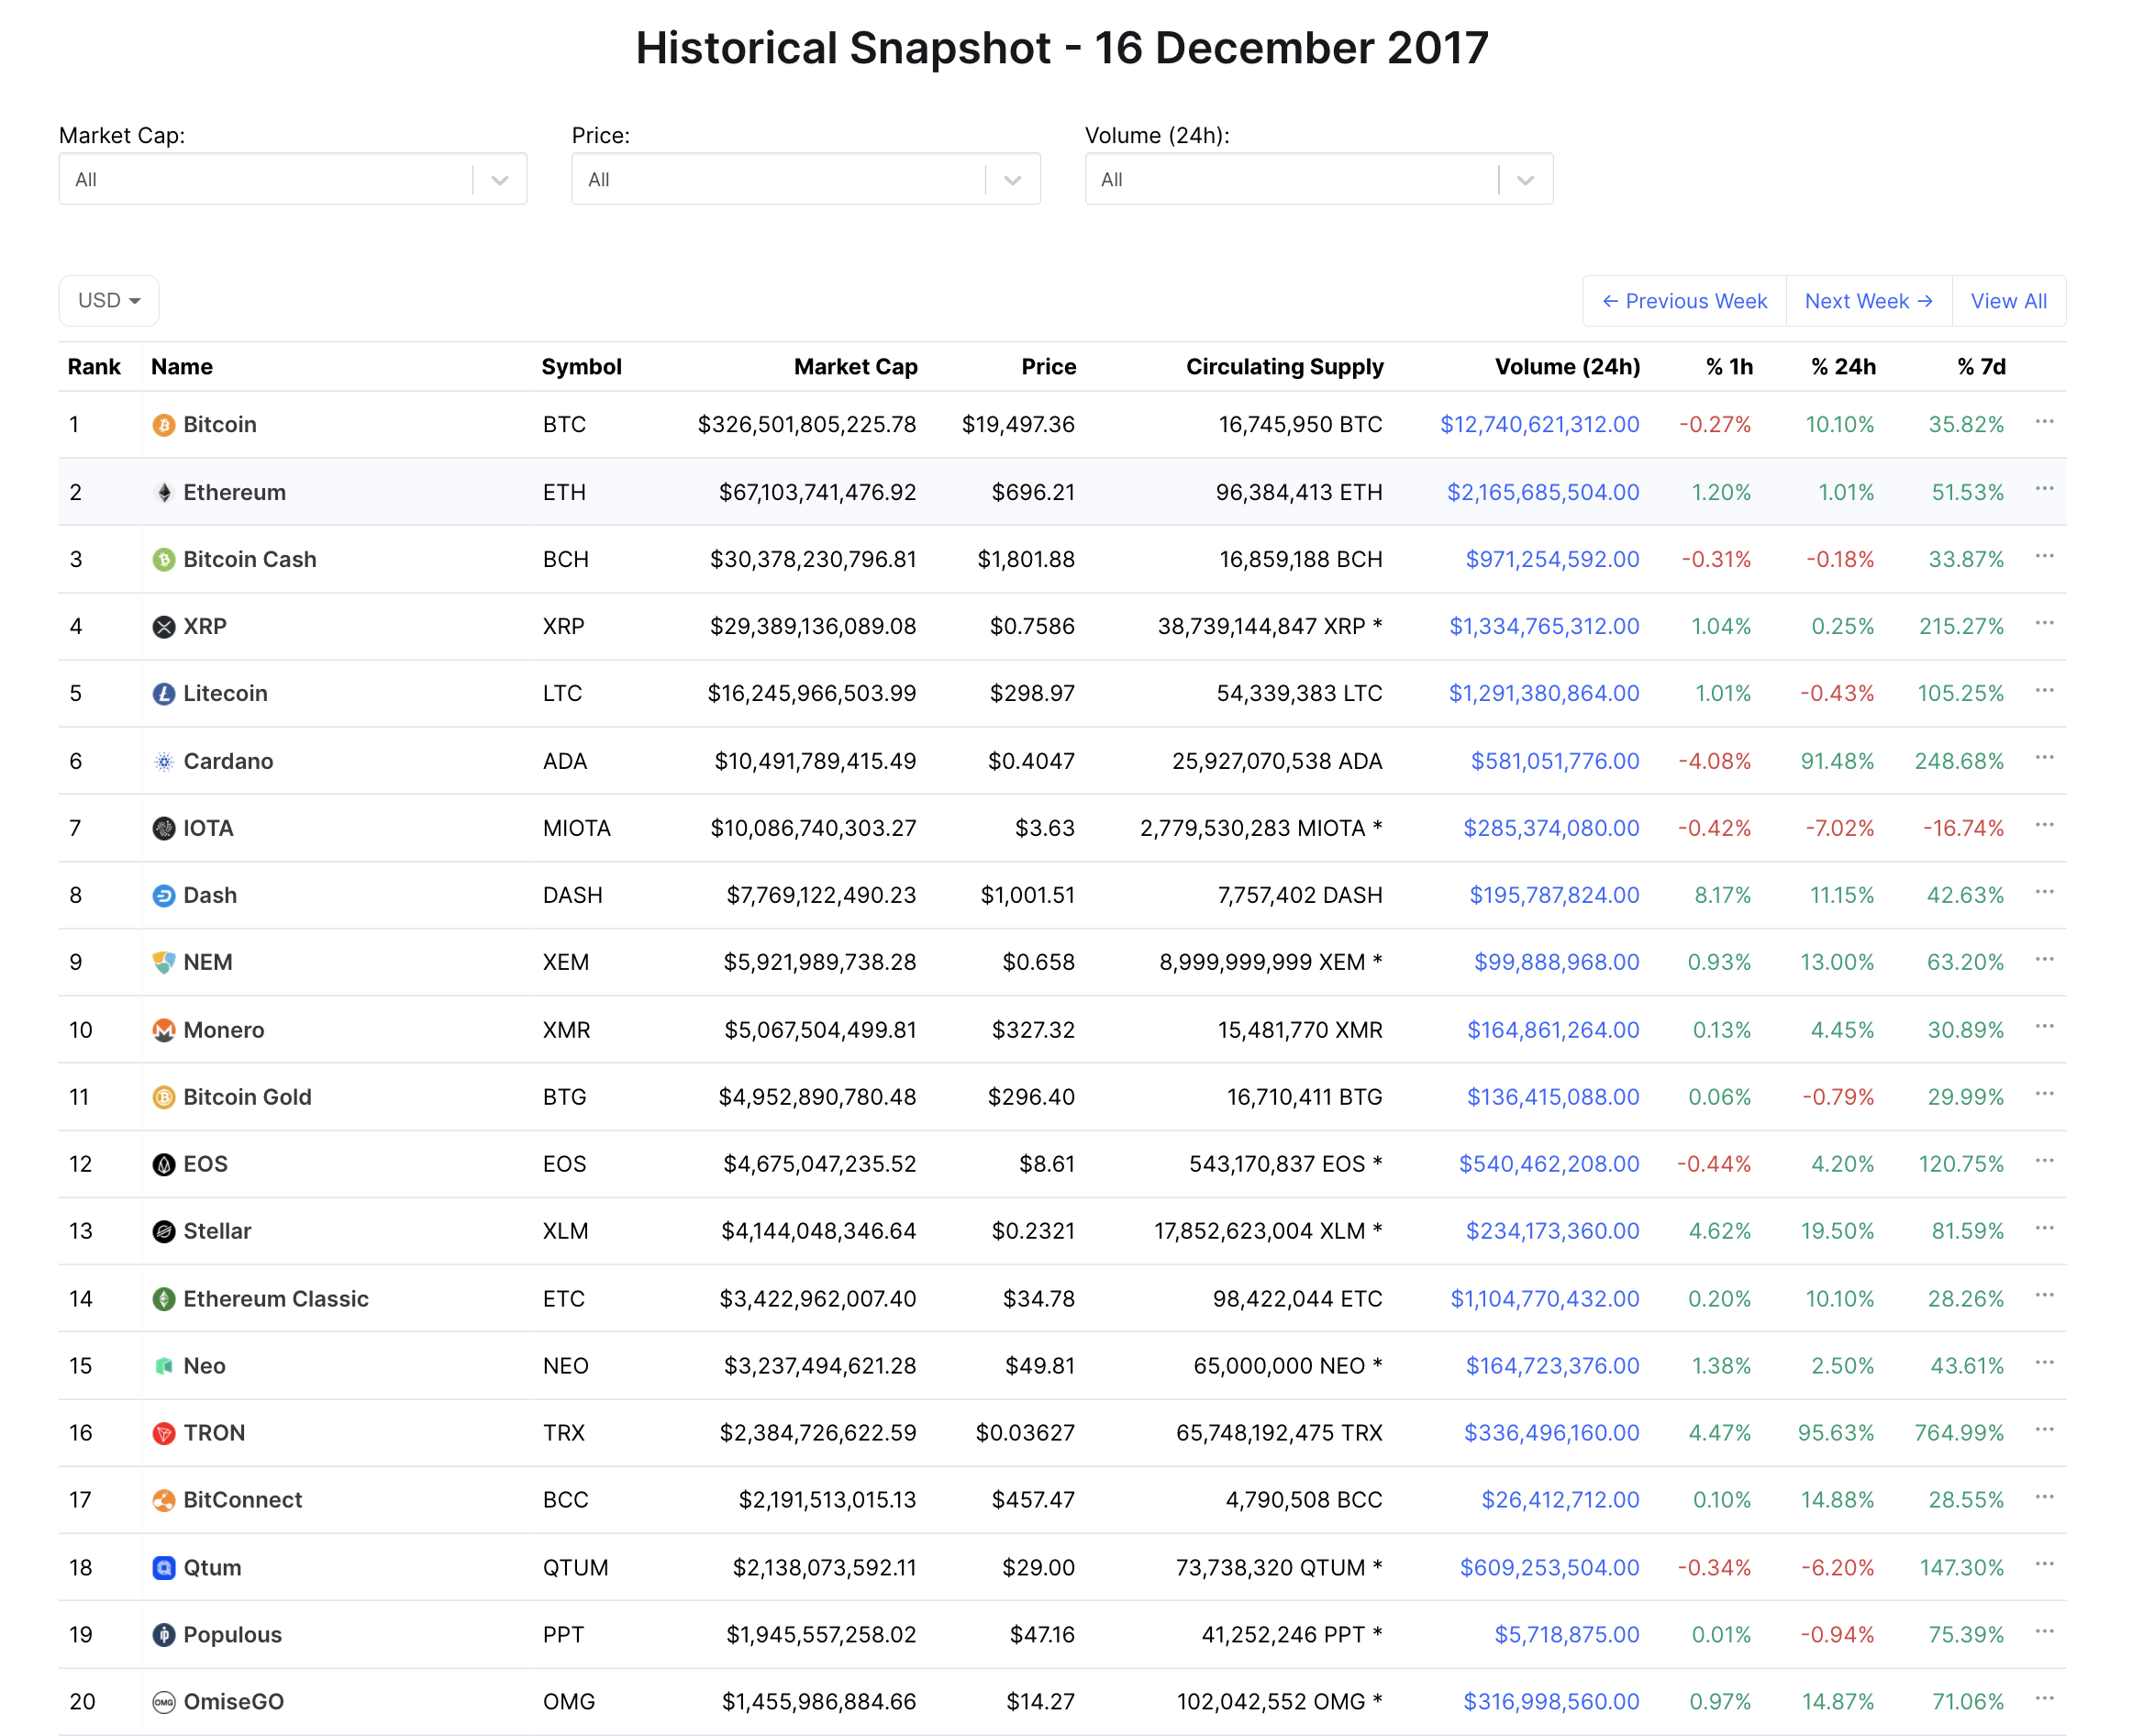 Historical Snapshot - 16 December 2017
Market Cap: Price: Volume (24h):
All All All
USD ← Previous Week Next Week → View All
Rank Name Symbol Market Cap Price Circulating Supply Volume (24h) % 1h % 24h % 7d
1 Bitcoin BTC $326,501,805,225.78 $19,497.36 16,745,950 BTC $12,740,621,312.00 -0.27% 10.10% 35.82% ...
2 Ethereum ETH $67,103,741,476.92 $696.21 96,384,413 ETH $2,165,685,504.00 1.20% 1.01% 51.53% ...
3 Bitcoin Cash BCH $30,378,230,796.81 $1,801.88 16,859,188 BCH $971,254,592.00 -0.31% -0.18% 33.87% ...
4 XRP XRP $29,389,136,089.08 $0.7586 38,739,144,847 XRP * $1,334,765,312.00 1.04% 0.25% 215.27% ...
5 Litecoin LTC $16,245,966,503.99 $298.97 54,339,383 LTC $1,291,380,864.00 1.01% -0.43% 105.25% ...
6 Cardano ADA $10,491,789,415.49 $0.4047 25,927,070,538 ADA $581,051,776.00 -4.08% 91.48% 248.68% ...
7 IOTA MIOTA $10,086,740,303.27 $3.63 2,779,530,283 MIOTA * $285,374,080.00 -0.42% -7.02% -16.74% ...
8 Dash DASH $7,769,122,490.23 $1,001.51 7,757,402 DASH $195,787,824.00 8.17% 11.15% 42.63% ...
9 NEM XEM $5,921,989,738.28 $0.658 8,999,999,999 XEM * $99,888,968.00 0.93% 13.00% 63.20% ...
10 Monero XMR $5,067,504,499.81 $327.32 15,481,770 XMR $164,861,264.00 0.13% 4.45% 30.89% ...
11 Bitcoin Gold BTG $4,952,890,780.48 $296.40 16,710,411 BTG $136,415,088.00 0.06% -0.79% 29.99% ...
12 EOS EOS $4,675,047,235.52 $8.61 543,170,837 EOS * $540,462,208.00 -0.44% 4.20% 120.75% ...
13 Stellar XLM $4,144,048,346.64 $0.2321 17,852,623,004 XLM * $234,173,360.00 4.62% 19.50% 81.59% ...
14 Ethereum Classic ETC $3,422,962,007.40 $34.78 98,422,044 ETC $1,104,770,432.00 0.20% 10.10% 28.26% ...
15 Neo NEO $3,237,494,621.28 $49.81 65,000,000 NEO * $164,723,376.00 1.38% 2.50% 43.61% ...
16 TRON TRX $2,384,726,622.59 $0.03627 65,748,192,475 TRX $336,496,160.00 4.47% 95.63% 764.99% ...
17 BitConnect BCC $2,191,513,015.13 $457.47 4,790,508 BCC $26,412,712.00 0.10% 14.88% 28.55% ...
18 Qtum QTUM $2,138,073,592.11 $29.00 73,738,320 QTUM * $609,253,504.00 -0.34% -6.20% 147.30% ...
19 Populous PPT $1,945,557,258.02 $47.16 41,252,246 PPT * $5,718,875.00 0.01% -0.94% 75.39% ...
20 OMG OmiseGO OMG $1,455,986,884.66 $14.27 102,042,552 OMG * $316,998,560.00 0.97% 14.87% 71.06% ...